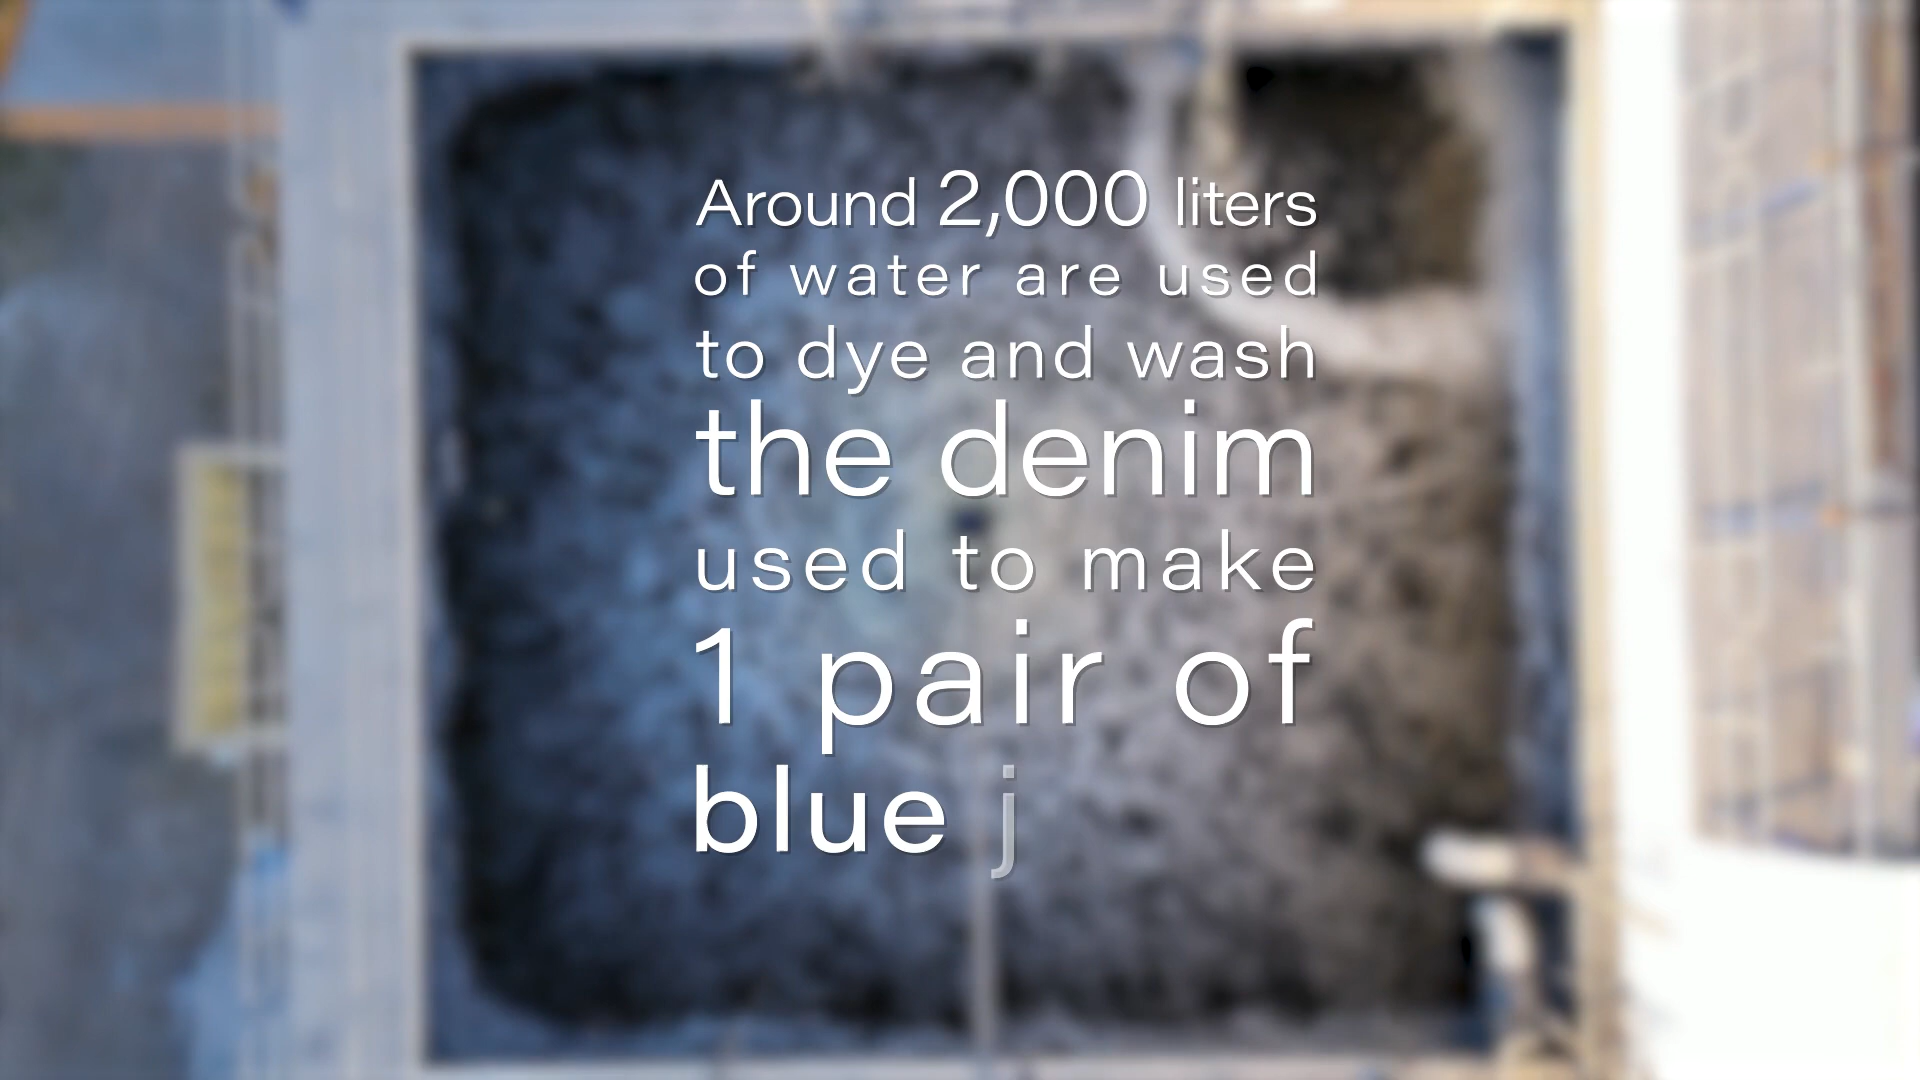 Around 2,000 liters
of water are used
to dye and wash
the denim
used to make
1 pair of
blue j